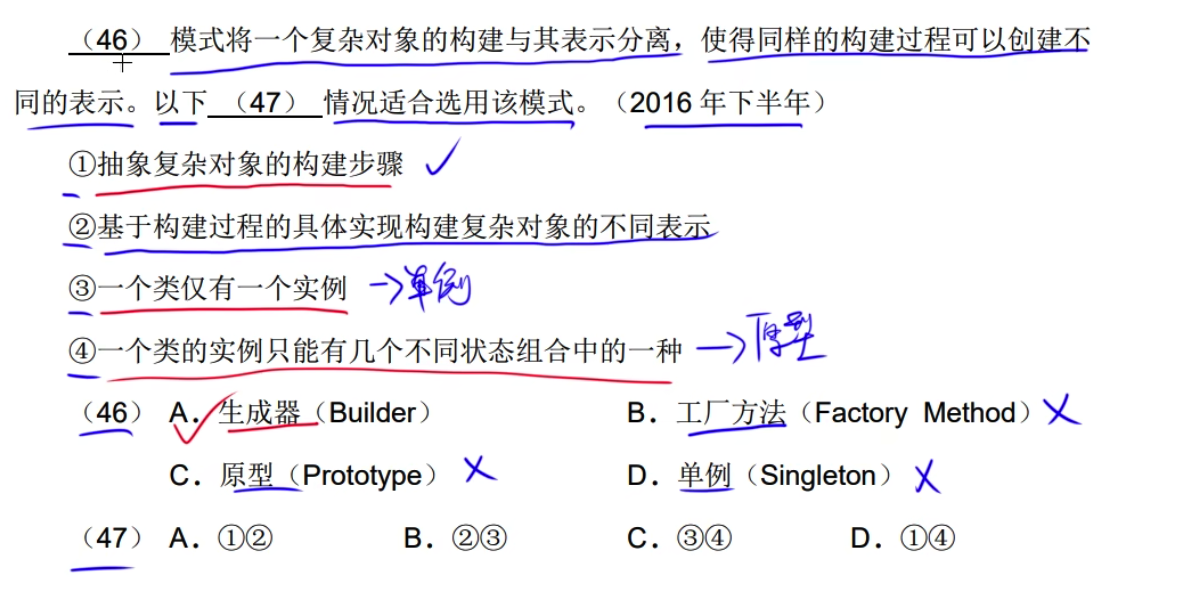 （46） 模式将一个复杂对象的构建与其表示分离，使得同样的构建过程可以创建不
同的表示。以下 （47） 情况适合选用该模式。（2016 年下半年）
①抽象复杂对象的构建步骤
②基于构建过程的具体实现构建复杂对象的不同表示
③一个类仅有一个实例 →单例
④一个类的实例只能有几个不同状态组合中的一种 →原型
（46） A．生成器（Builder） B．工厂方法（Factory Method）
C．原型（Prototype） D．单例（Singleton）
（47） A．①② B．②③ C．③④ D．①④